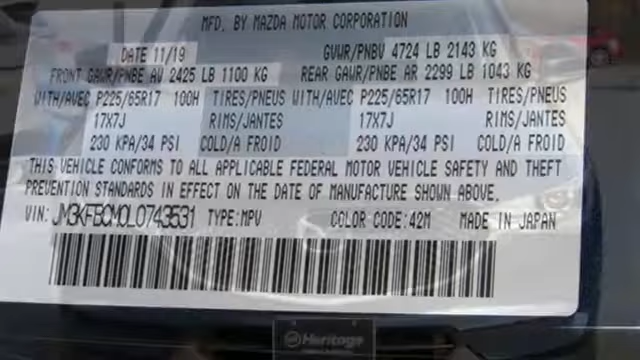 MFD. BY MAZDA MOTOR CORPORATION
DATE 11/19 GVWR/PNBV 4724 LB 2143 KG
FRONT GAWR/PNBE AV 2425 LB 1100 KG REAR GAWR/PNBE AR 2299 LB 1043 KG
WITH/AVEC P225/65R17 100H TIRES/PNEUS WITH/AVEC P225/65R17 100H TIRES/PNEUS
17X7J RIMS/JANTES 17X7J RIMS/JANTES
230 KPA/34 PSI COLD/A FROID 230 KPA/34 PSI COLD/A FROID
THIS VEHICLE CONFORMS TO ALL APPLICABLE FEDERAL MOTOR VEHICLE SAFETY AND THEFT
PREVENTION STANDARDS IN EFFECT ON THE DATE OF MANUFACTURE SHOWN ABOVE.
VIN: JM3KFBCM0L0743531 TYPE:MPV COLOR CODE:42M MADE IN JAPAN
Heritage